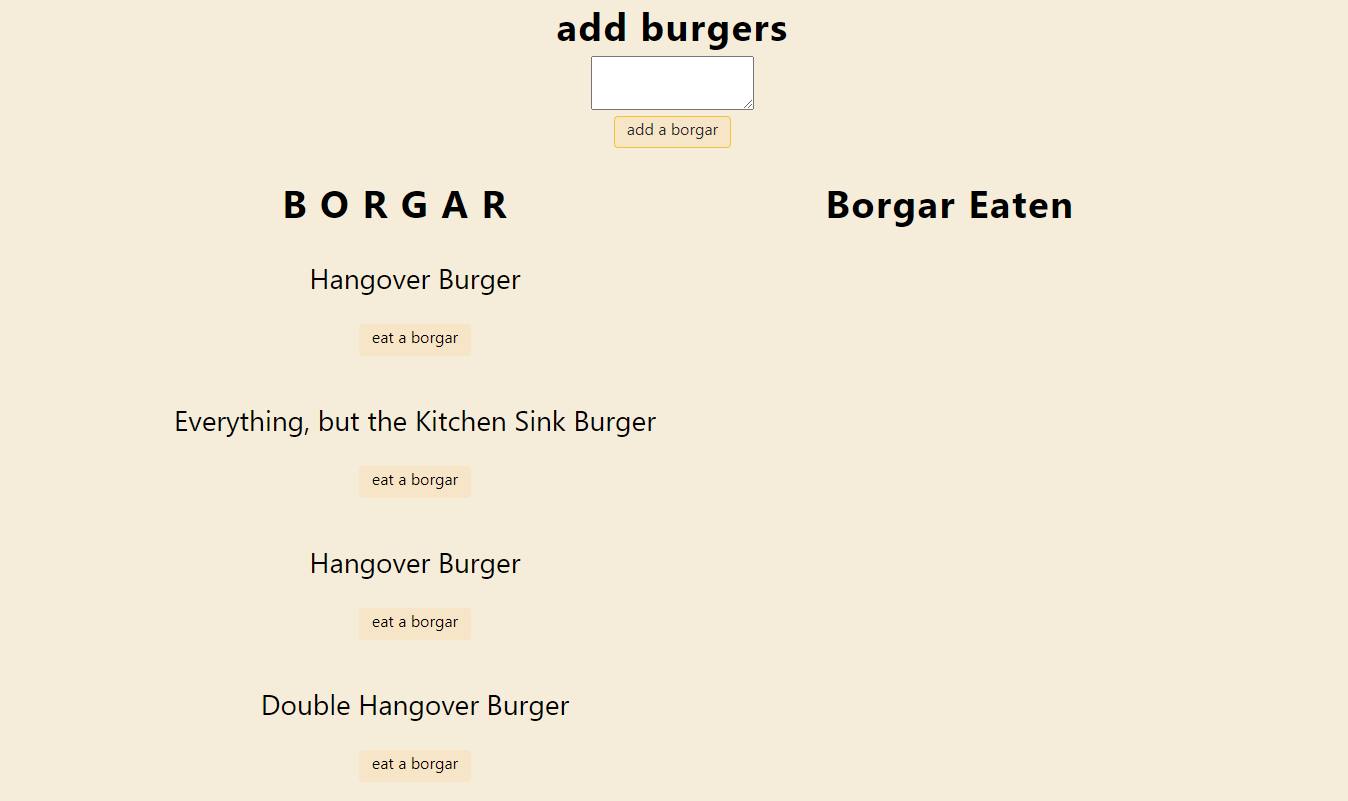 add burgers
add a borgar
B O R G A R
Borgar Eaten
Hangover Burger
eat a borgar
Everything, but the Kitchen Sink Burger
eat a borgar
Hangover Burger
eat a borgar
Double Hangover Burger
eat a borgar